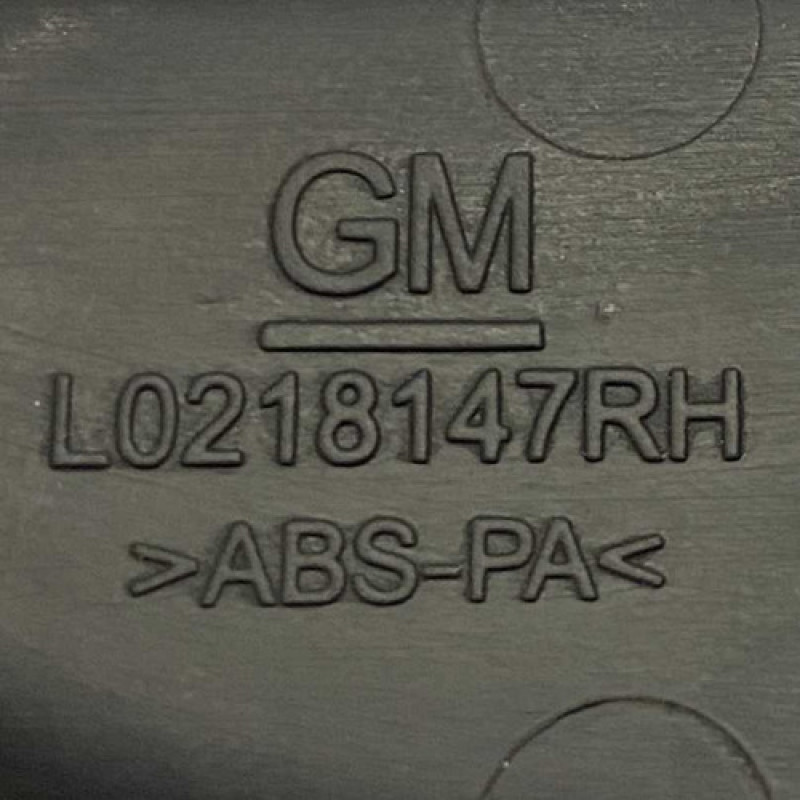 GM
L0218147RH
>ABS-PA<